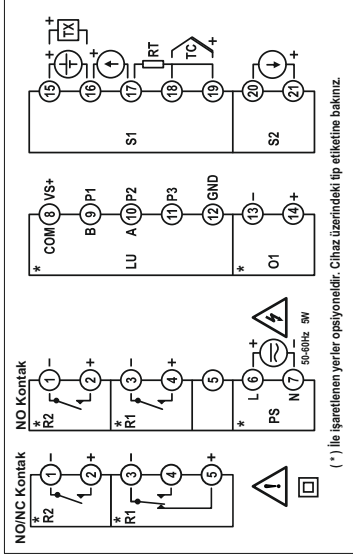 NO/NC Kontak
* R2
1 −
2 +
* R1
3 −
4
5 +
NO Kontak
* R2
1 −
2 +
* R1
3 −
4 +
5
* PS
L 6 +
N 7 −
50-60Hz 5W
* LU
COM 8 VS+
B 9 P1
A 10 P2
11 P3
12 GND
* O1
13 −
14 +
S1
15 +
TX +
16 +
17
18
19
RT
TC +
S2
20
21 +
( * ) İle işaretlenen yerler opsiyoneldir. Cihaz üzerindeki tip etiketine bakınız.